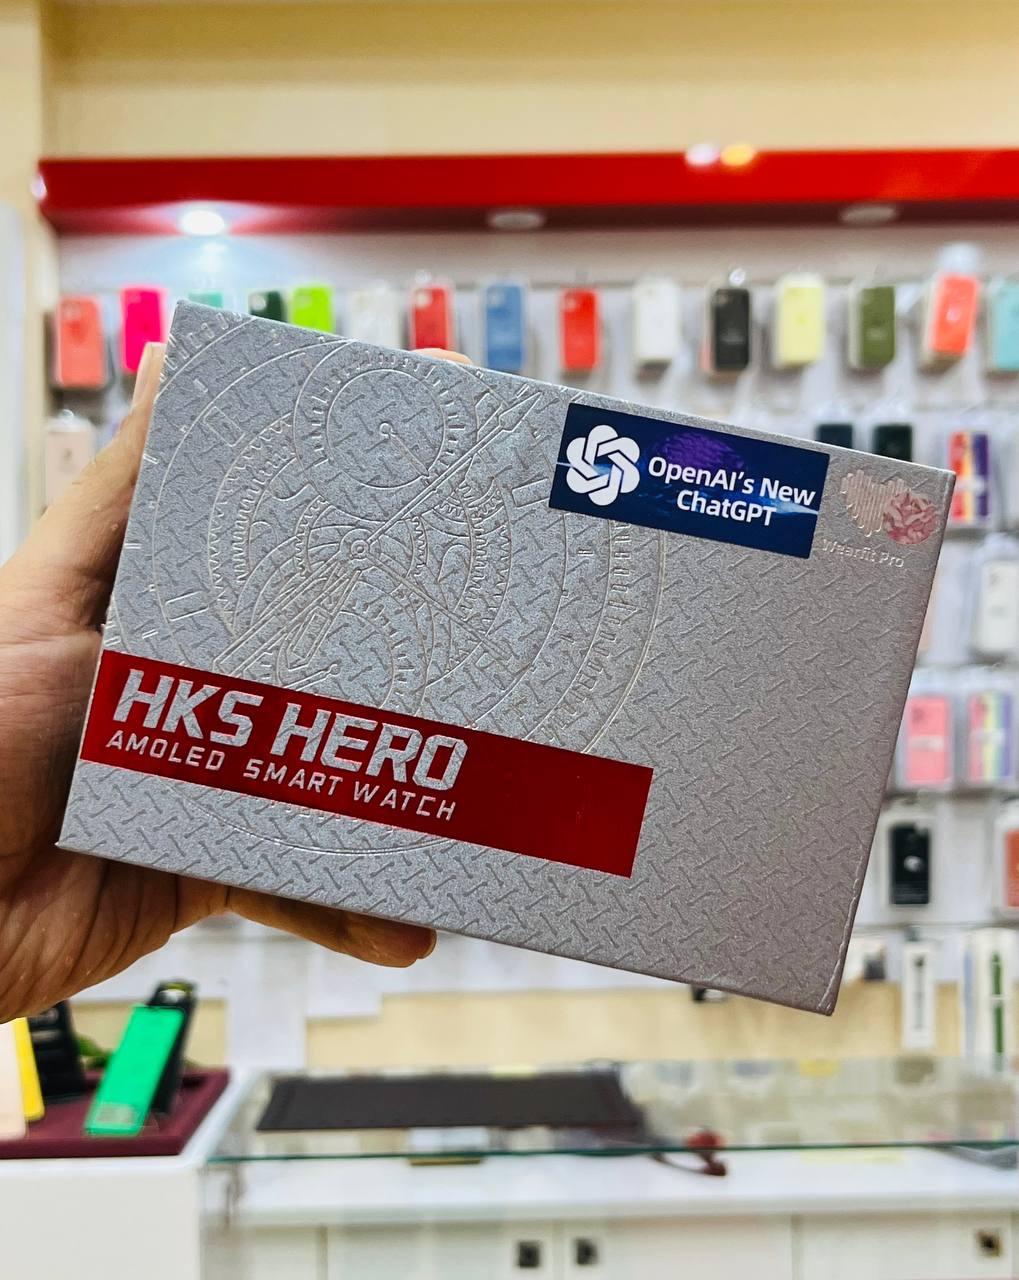 OpenAI's New
ChatGPT
Wearfit Pro
HKS HERO
AMOLED SMART WATCH